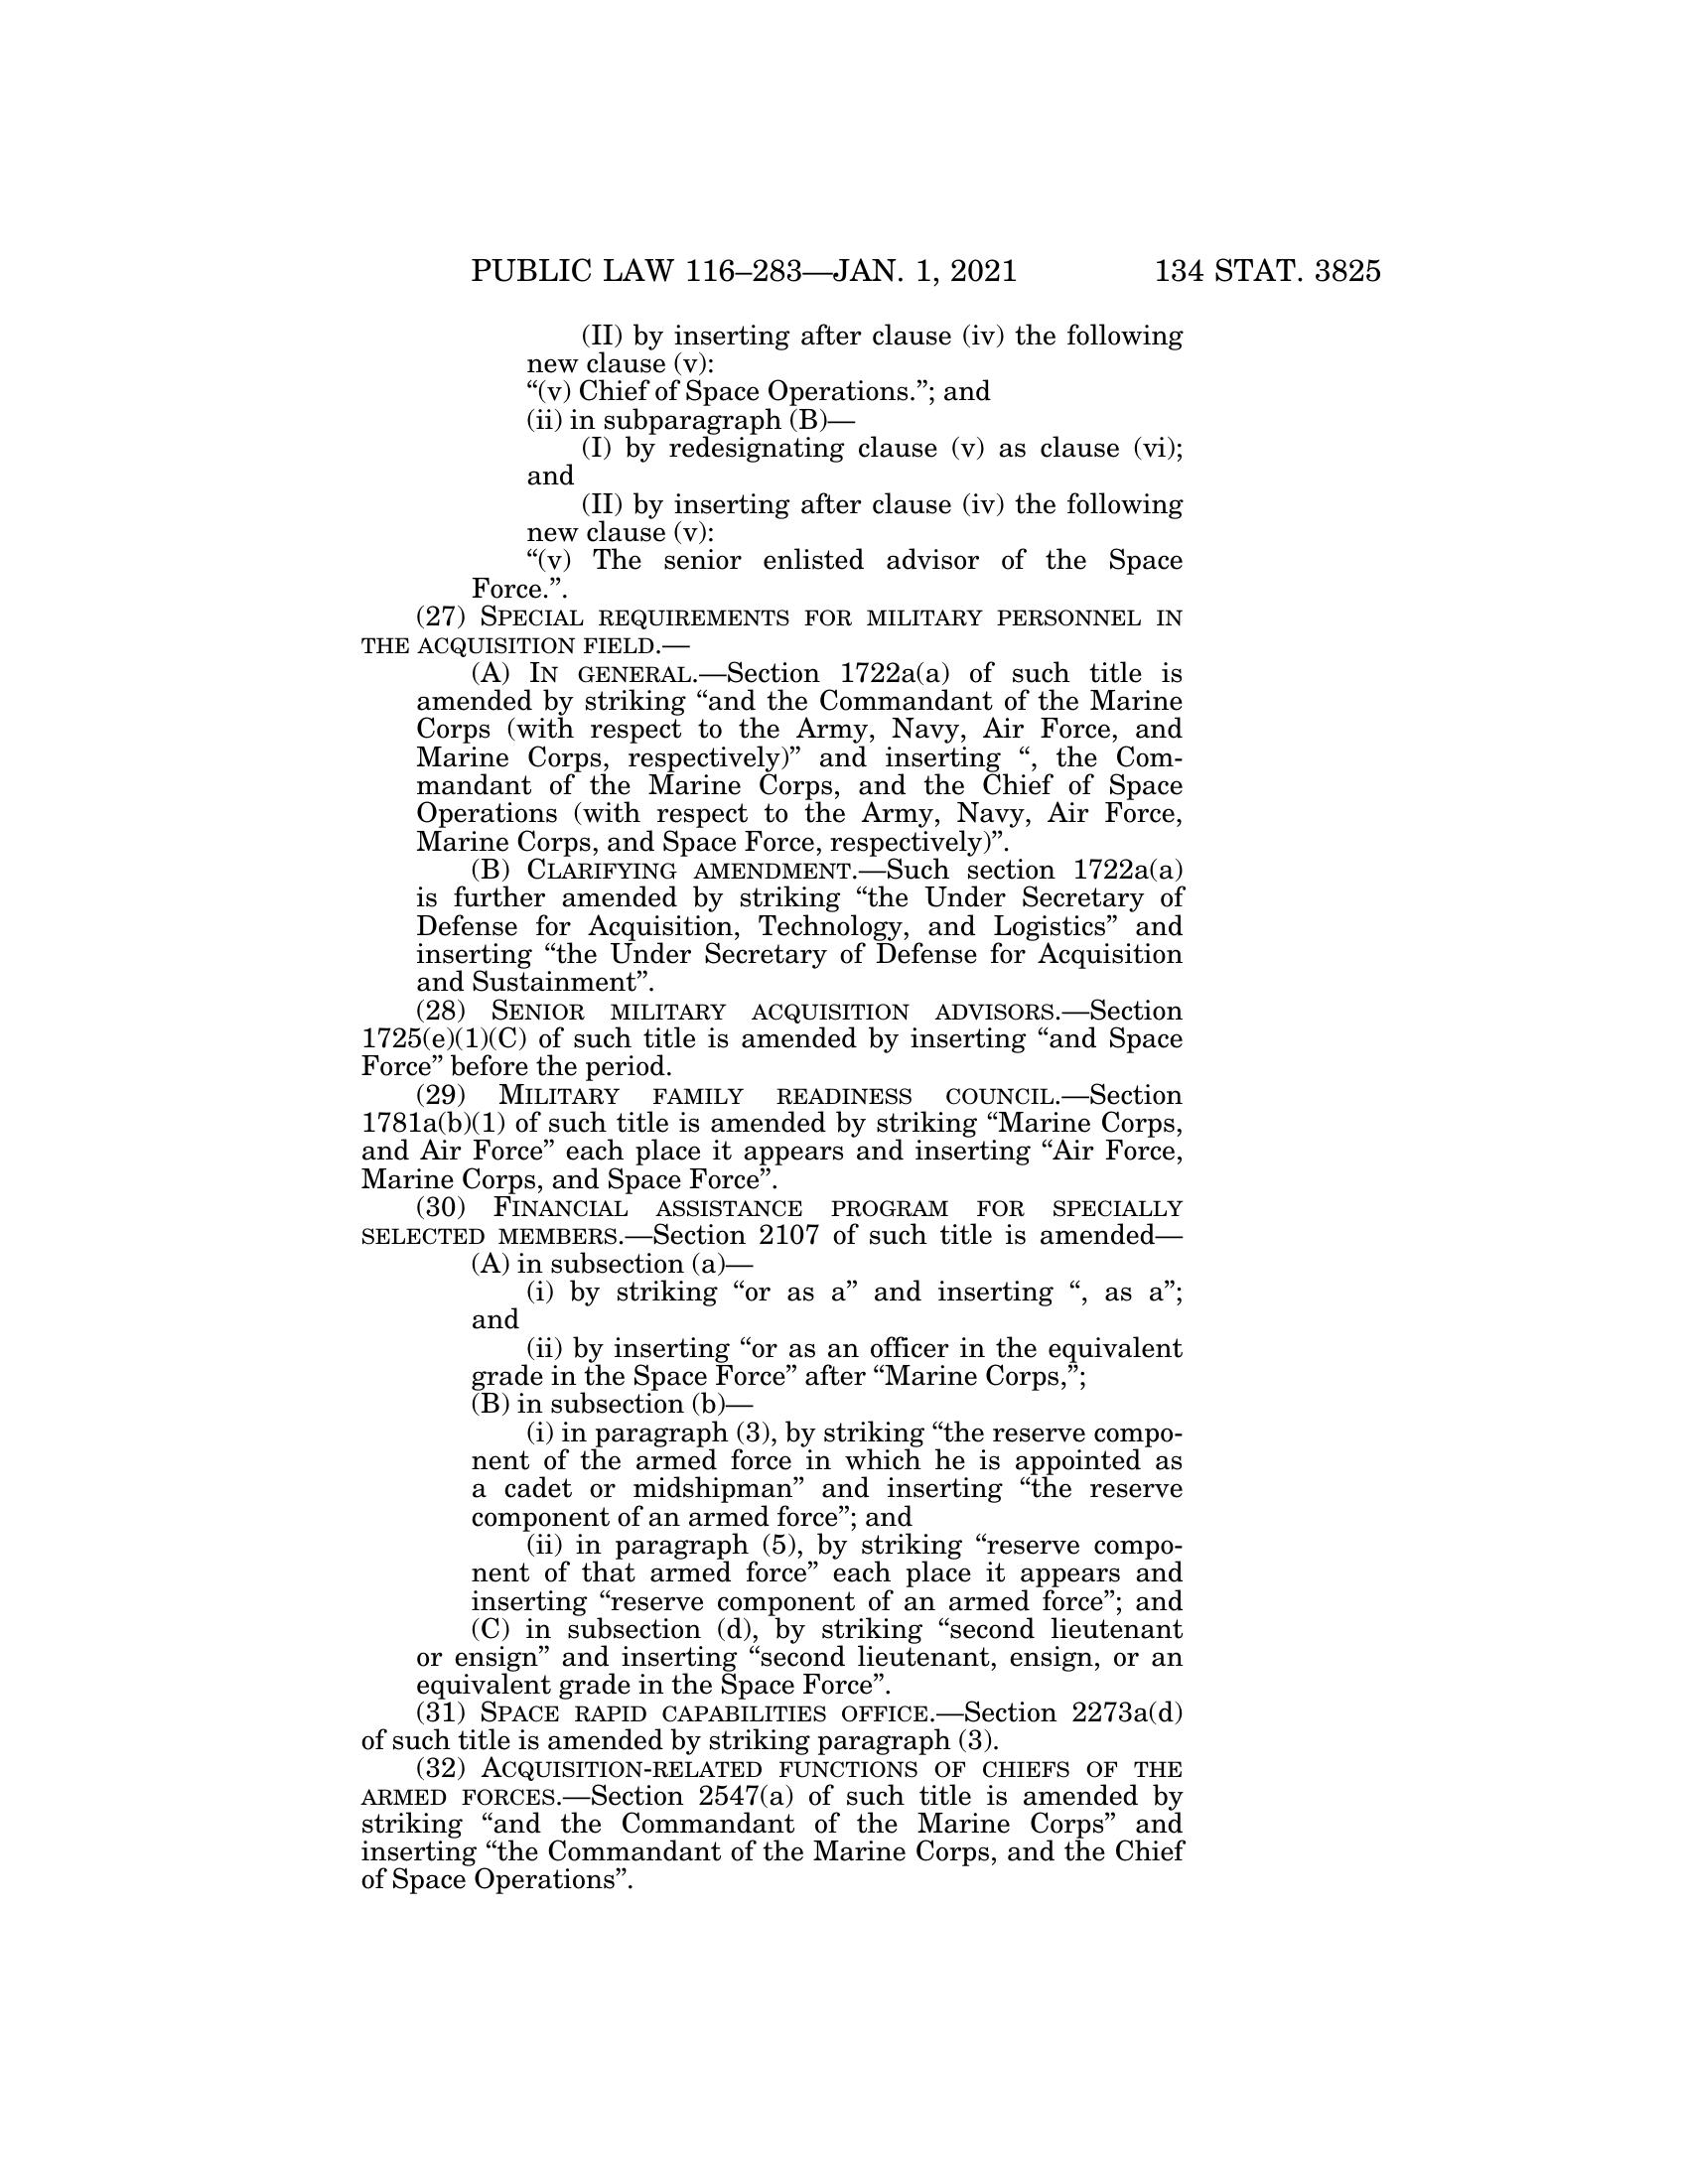 PUBLIC LAW 116–283—JAN. 1, 2021 134 STAT. 3825
(II) by inserting after clause (iv) the following
new clause (v):
“(v) Chief of Space Operations.”; and
(ii) in subparagraph (B)—
(I) by redesignating clause (v) as clause (vi);
and
(II) by inserting after clause (iv) the following
new clause (v):
“(v) The senior enlisted advisor of the Space
Force.”.
(27) SPECIAL REQUIREMENTS FOR MILITARY PERSONNEL IN
THE ACQUISITION FIELD.—
(A) IN GENERAL.—Section 1722a(a) of such title is
amended by striking “and the Commandant of the Marine
Corps (with respect to the Army, Navy, Air Force, and
Marine Corps, respectively)” and inserting “, the Com-
mandant of the Marine Corps, and the Chief of Space
Operations (with respect to the Army, Navy, Air Force,
Marine Corps, and Space Force, respectively)”.
(B) CLARIFYING AMENDMENT.—Such section 1722a(a)
is further amended by striking “the Under Secretary of
Defense for Acquisition, Technology, and Logistics” and
inserting “the Under Secretary of Defense for Acquisition
and Sustainment”.
(28) SENIOR MILITARY ACQUISITION ADVISORS.—Section
1725(e)(1)(C) of such title is amended by inserting “and Space
Force” before the period.
(29) MILITARY FAMILY READINESS COUNCIL.—Section
1781a(b)(1) of such title is amended by striking “Marine Corps,
and Air Force” each place it appears and inserting “Air Force,
Marine Corps, and Space Force”.
(30) FINANCIAL ASSISTANCE PROGRAM FOR SPECIALLY
SELECTED MEMBERS.—Section 2107 of such title is amended—
(A) in subsection (a)—
(i) by striking “or as a” and inserting “, as a”;
and
(ii) by inserting “or as an officer in the equivalent
grade in the Space Force” after “Marine Corps,”;
(B) in subsection (b)—
(i) in paragraph (3), by striking “the reserve compo-
nent of the armed force in which he is appointed as
a cadet or midshipman” and inserting “the reserve
component of an armed force”; and
(ii) in paragraph (5), by striking “reserve compo-
nent of that armed force” each place it appears and
inserting “reserve component of an armed force”; and
(C) in subsection (d), by striking “second lieutenant
or ensign” and inserting “second lieutenant, ensign, or an
equivalent grade in the Space Force”.
(31) SPACE RAPID CAPABILITIES OFFICE.—Section 2273a(d)
of such title is amended by striking paragraph (3).
(32) ACQUISITION-RELATED FUNCTIONS OF CHIEFS OF THE
ARMED FORCES.—Section 2547(a) of such title is amended by
striking “and the Commandant of the Marine Corps” and
inserting “the Commandant of the Marine Corps, and the Chief
of Space Operations”.